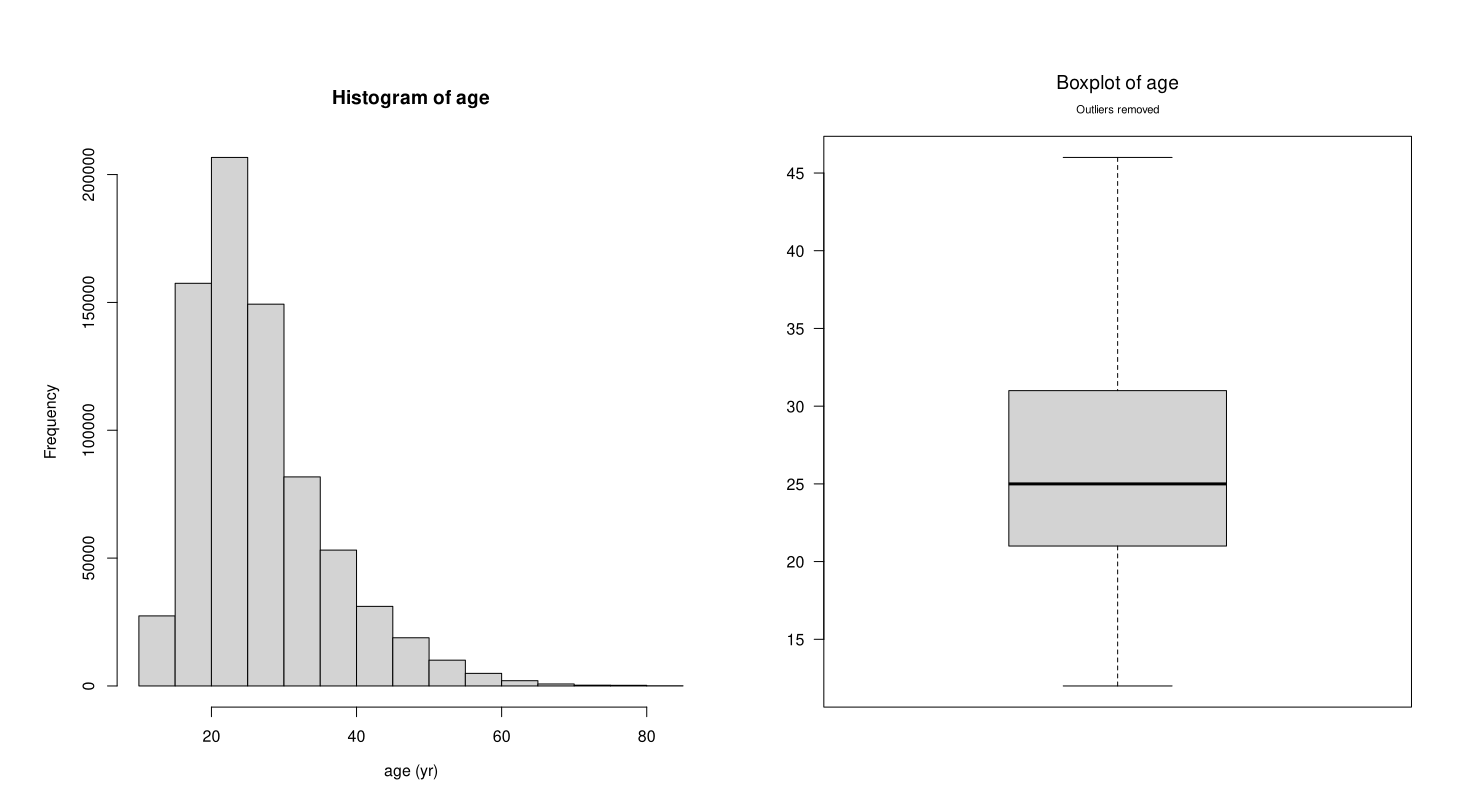 Histogram of age
Frequency
200000
150000
100000
50000
0
20 40 60 80
age (yr)
Boxplot of age
Outliers removed
45
40
35
30
25
20
15